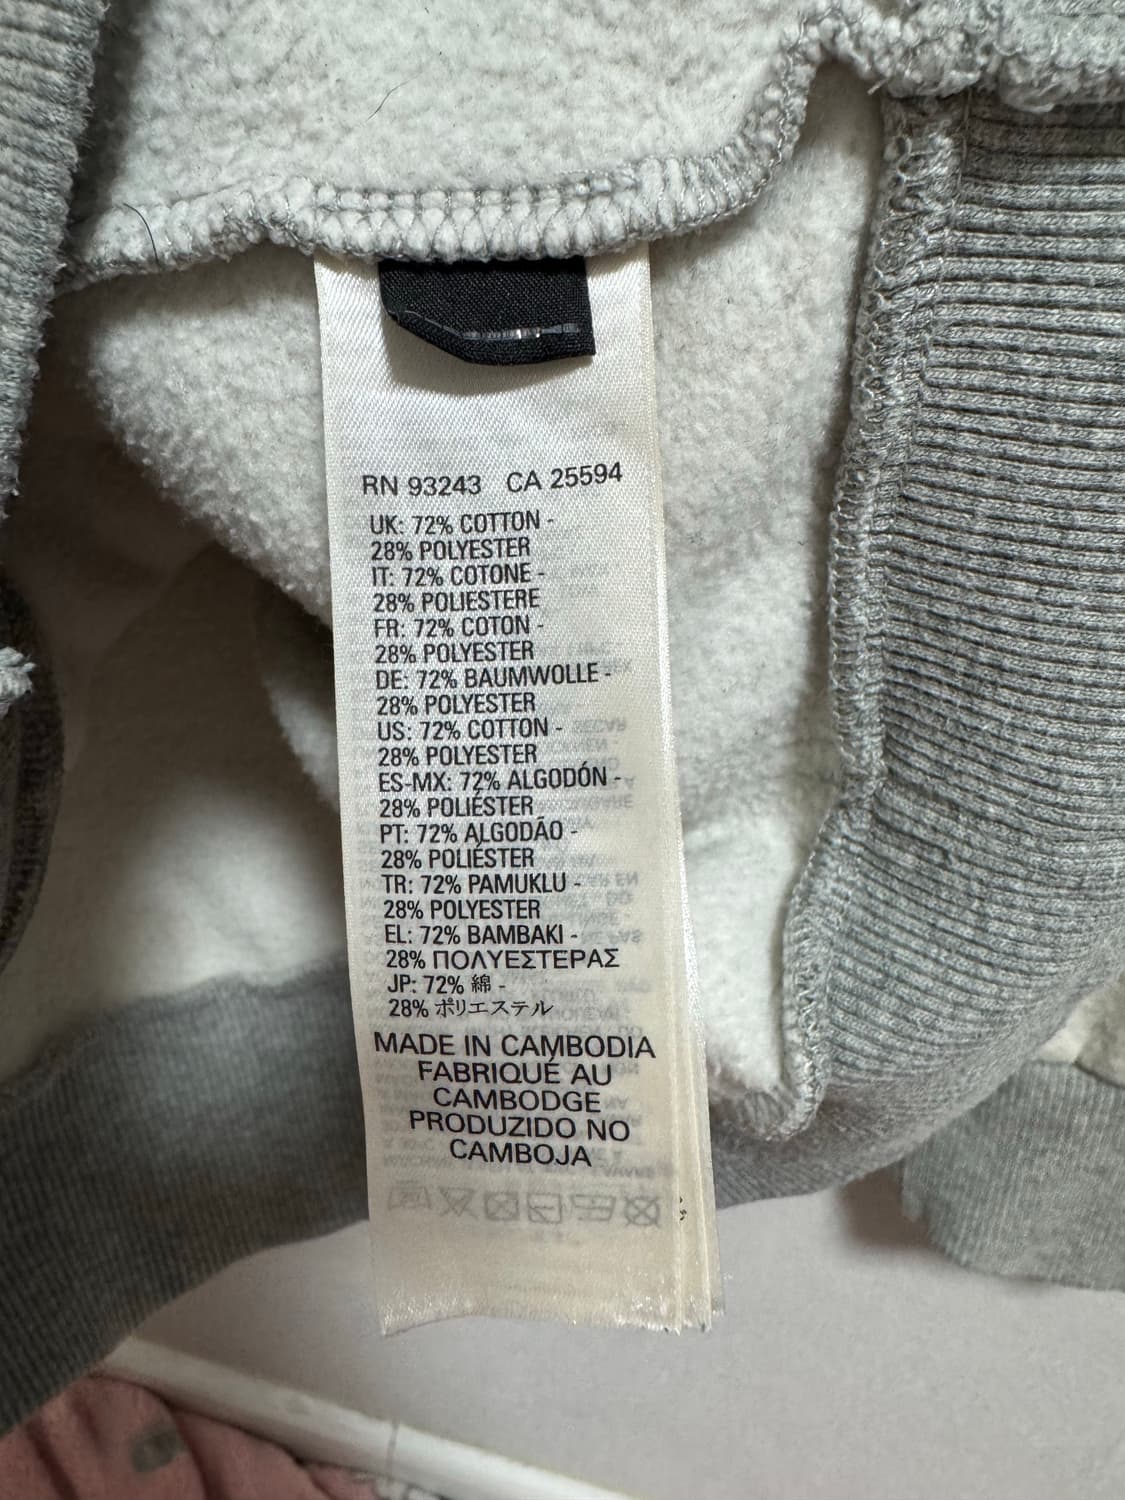 RN 93243 CA 25594
UK: 72% COTTON -
28% POLYESTER
IT: 72% COTONE -
28% POLIESTERE
FR: 72% COTON -
28% POLYESTER
DE: 72% BAUMWOLLE -
28% POLYESTER
US: 72% COTTON -
28% POLYESTER
ES-MX: 72% ALGODÓN -
28% POLIÉSTER
PT: 72% ALGODÃO -
28% POLIÉSTER
TR: 72% PAMUKLU -
28% POLYESTER
EL: 72% ΒΑΜΒΑΚΙ -
28% ΠΟΛΥΕΣΤΕΡΑΣ
JP: 72% 綿 -
28% ポリエステル
MADE IN CAMBODIA
FABRIQUÉ AU
CAMBODGE
PRODUZIDO NO
CAMBOJA